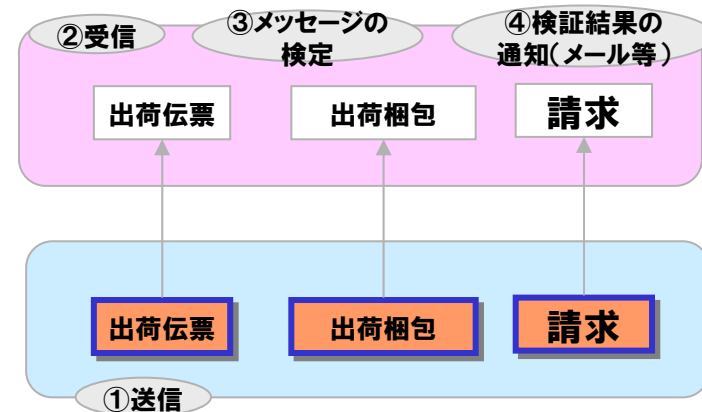 ②受信
③メッセージの
検定
④検証結果の
通知(メール等)
出荷伝票
出荷梱包
請求
出荷伝票
出荷梱包
請求
①送信